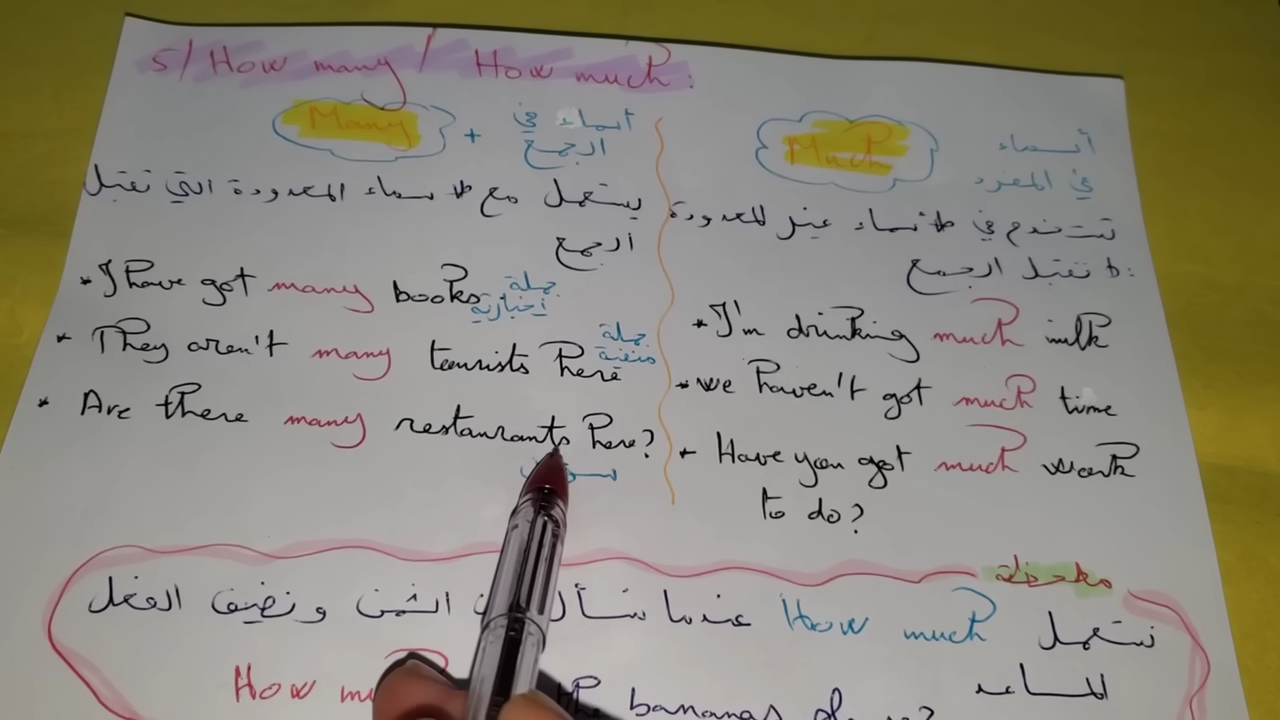 5/ How many / How much:
Many + أسماء في
الجمع
يستعمل مع الأسماء المعدودة التي تقبل
الجمع
* I have got many books جملة
إخبارية
* They aren't many tourists here جملة
منفية
* Are there many restaurants here?
Much أسماء
في المفرد
تستخدم في الأسماء غير المعدودة
لا تقبل الجمع
* I'm drinking much milk
* we haven't got much time
* Have you got much work
to do?
ملاحظة
نستعمل How much عندما نسأل الثمن ونضيف الفعل
المساعد
How the bananas